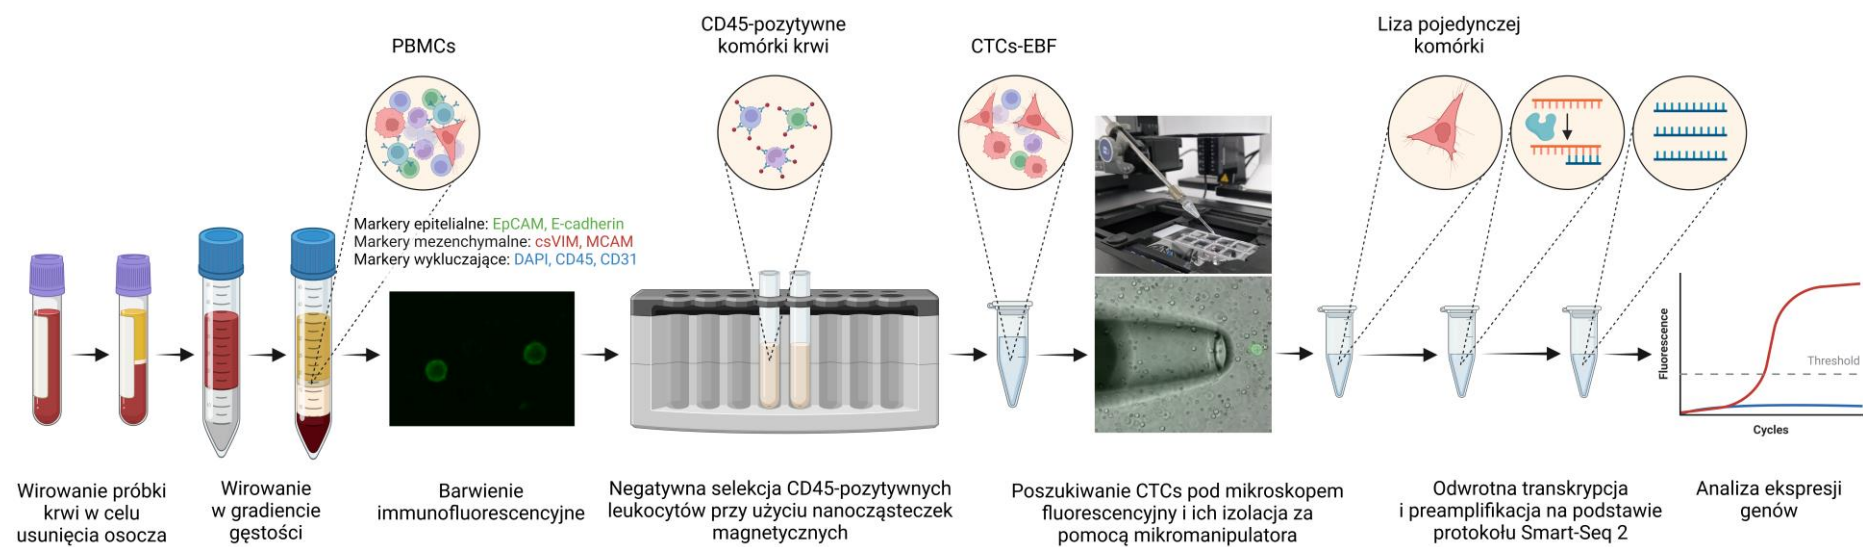 PBMCs
CD45-pozytywne
komórki krwi
CTCs-EBF
Liza pojedynczej
komórki
Markery epitelialne: EpCAM, E-cadherin
Markery mezenchymalne: csVIM, MCAM
Markery wykluczające: DAPI, CD45, CD31
Fluorescence
Threshold
Cycles
Wirowanie próbki
krwi w celu
usunięcia osocza
Wirowanie
w gradiencie
gęstości
Barwienie
immunofluorescencyjne
Negatywna selekcja CD45-pozytywnych
leukocytów przy użyciu nanocząsteczek
magnetycznych
Poszukiwanie CTCs pod mikroskopem
fluorescencyjny i ich izolacja za
pomocą mikromanipulatora
Odwrotna transkrypcja
i preamplifikacja na podstawie
protokołu Smart-Seq 2
Analiza ekspresji
genów